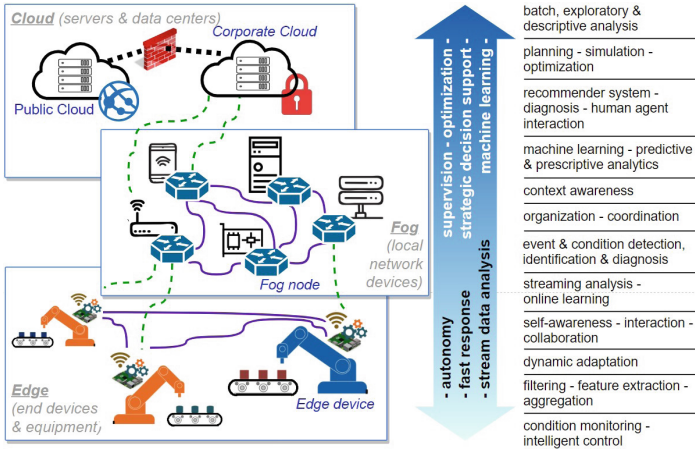 Cloud (servers & data centers)
Corporate Cloud
Public Cloud
Fog
(local
network
devices)
Fog node
Edge
(end devices
& equipment)
Edge device
supervision - optimization -
strategic decision support -
machine learning -
- autonomy
- fast response
- stream data analysis
batch, exploratory &
descriptive analysis
planning - simulation -
optimization
recommender system -
diagnosis - human agent
interaction
machine learning - predictive
& prescriptive analytics
context awareness
organization - coordination
event & condition detection,
identification & diagnosis
streaming analysis -
online learning
self-awareness - interaction -
collaboration
dynamic adaptation
filtering - feature extraction -
aggregation
condition monitoring -
intelligent control